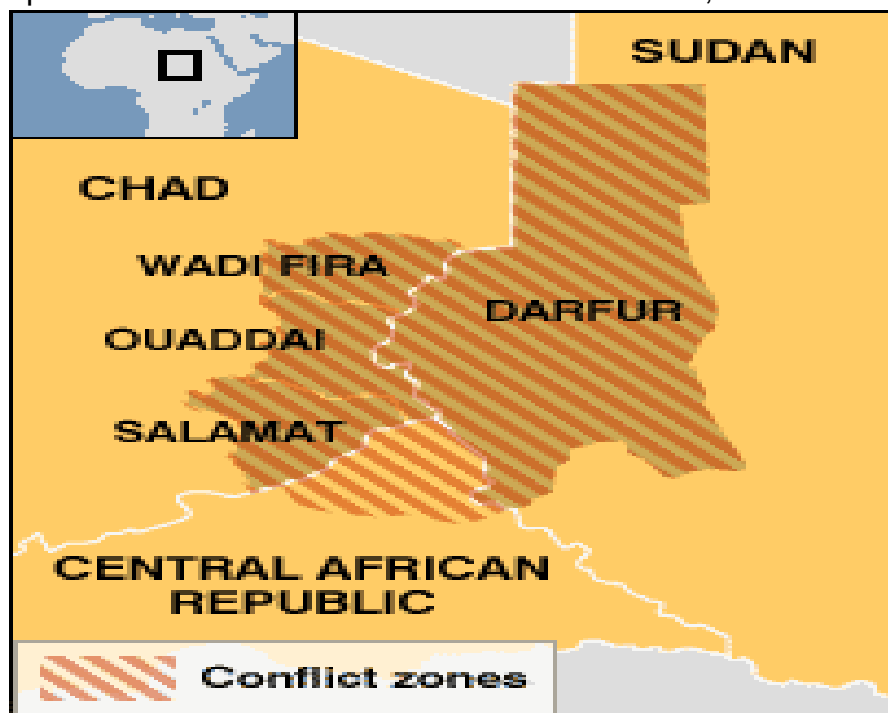 SUDAN
CHAD
WADI FIRA
DARFUR
OUADDAI
SALAMAT
CENTRAL AFRICAN
REPUBLIC
Conflict zones